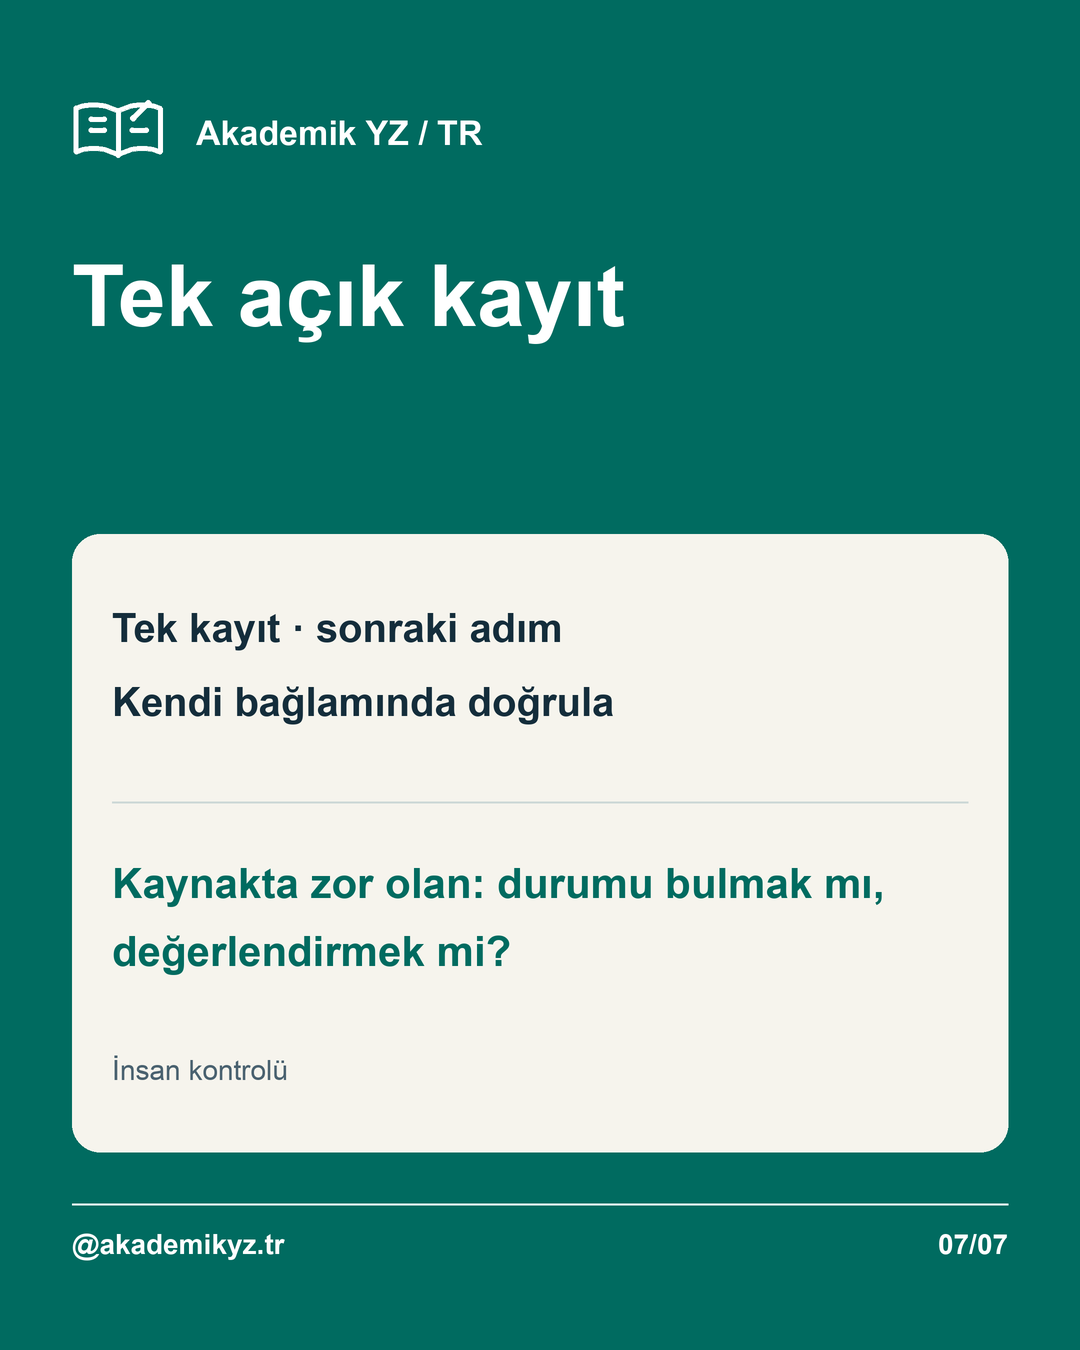 Akademik YZ / TR
Tek açık kayıt
Tek kayıt · sonraki adım
Kendi bağlamında doğrula
Kaynakta zor olan: durumu bulmak mı,
değerlendirmek mi?
İnsan kontrolü
@akademikyz.tr
07/07